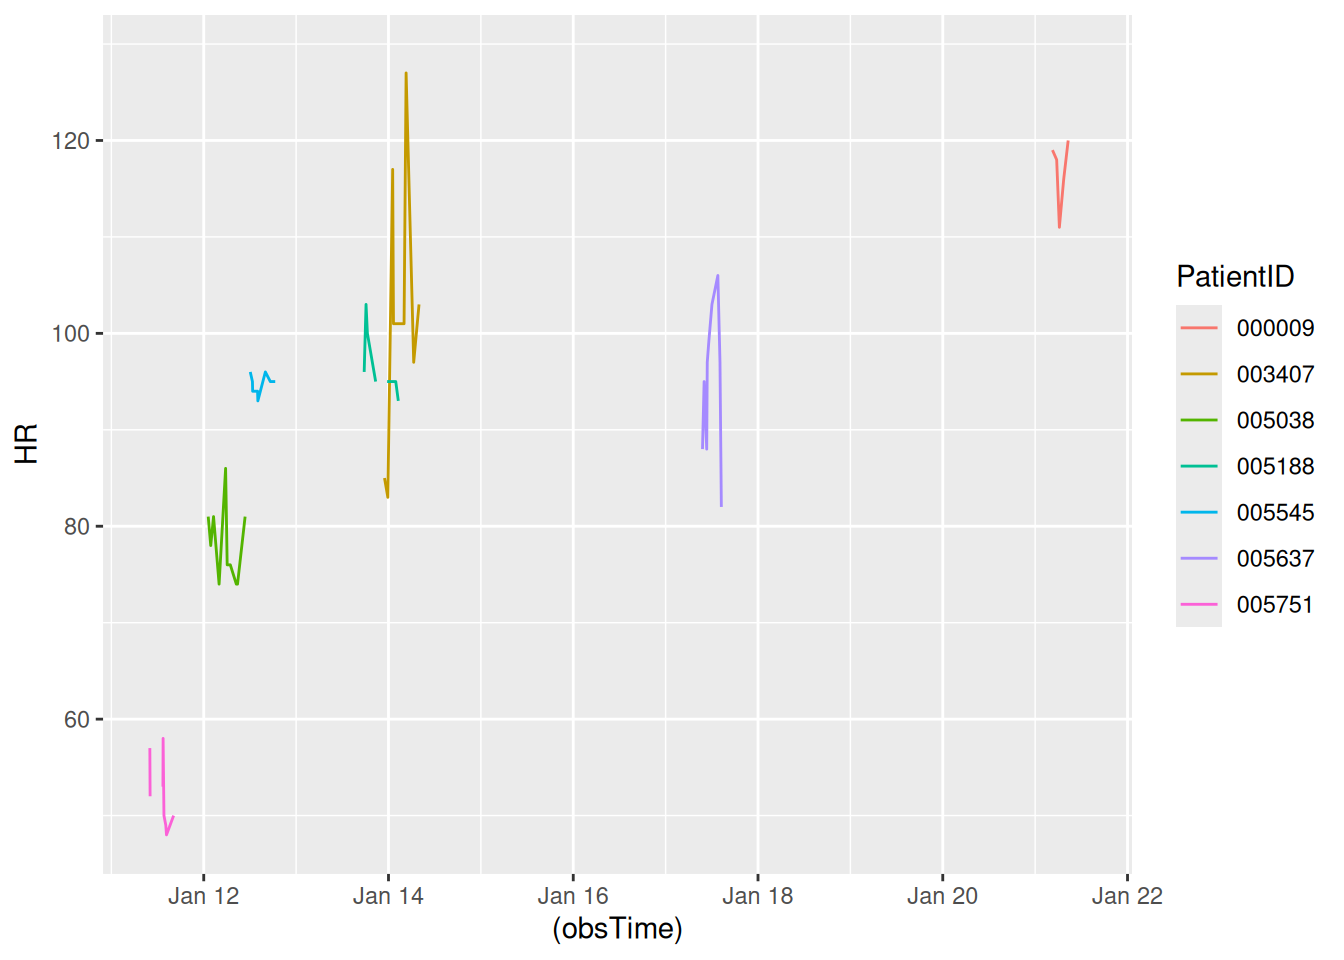 120
100
80
60
HR
Jan 12
Jan 14
Jan 16
Jan 18
Jan 20
Jan 22
(obsTime)
PatientID
000009
003407
005038
005188
005545
005637
005751